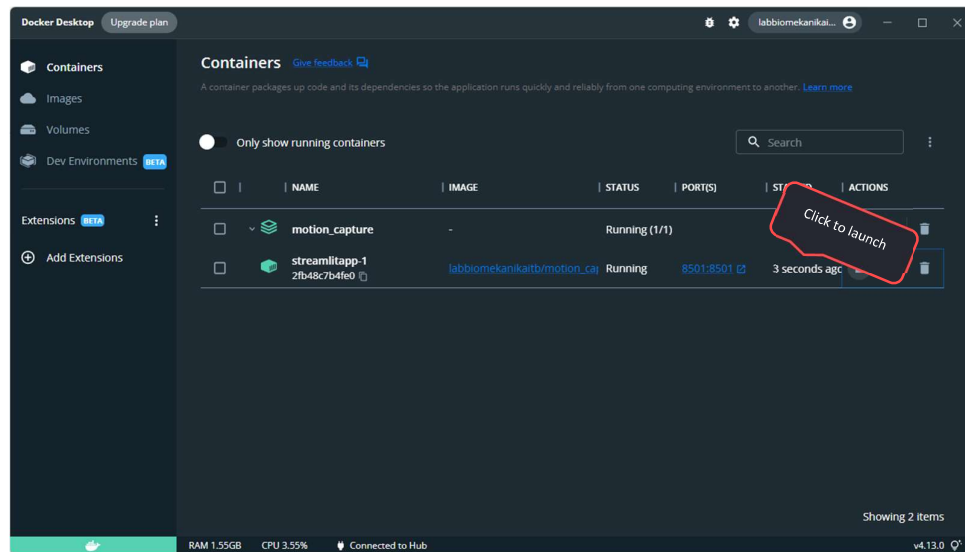 Docker Desktop Upgrade plan labbiomekanikai...
Containers
Images
Volumes
Dev Environments BETA
Extensions BETA
Add Extensions
Containers Give feedback
A container packages up code and its dependencies so the application runs quickly and reliably from one computing environment to another. Learn more
Only show running containers
Search
NAME IMAGE STATUS PORT(S) ACTIONS
motion_capture - Running (1/1)
Click to launch
streamlitapp-1
labbiomekanikaitb/motion_ca Running 8501:8501 3 seconds ago
2fb48c7b4fe0
Showing 2 items
RAM 1.55GB CPU 3.55% Connected to Hub v4.13.0